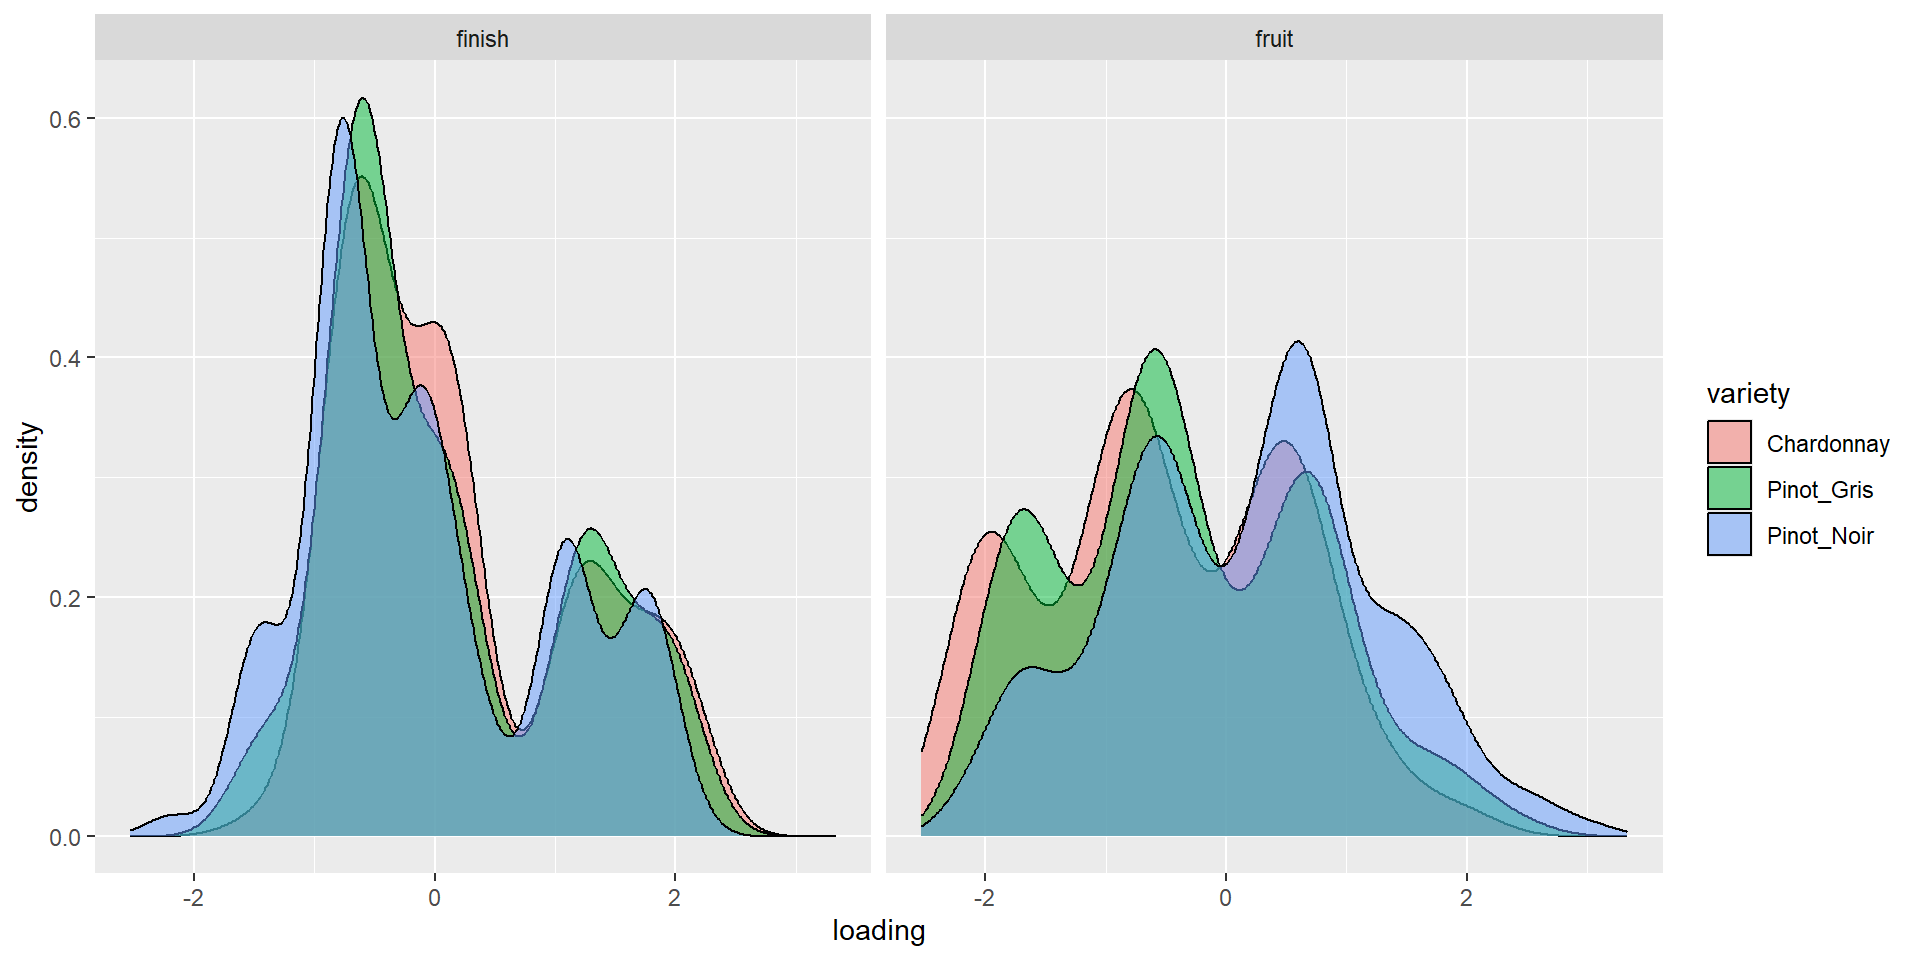 finish
fruit
0.6
0.4
0.2
0.0
density
-2
0
2
-2
0
2
loading
variety
Chardonnay
Pinot_Gris
Pinot_Noir